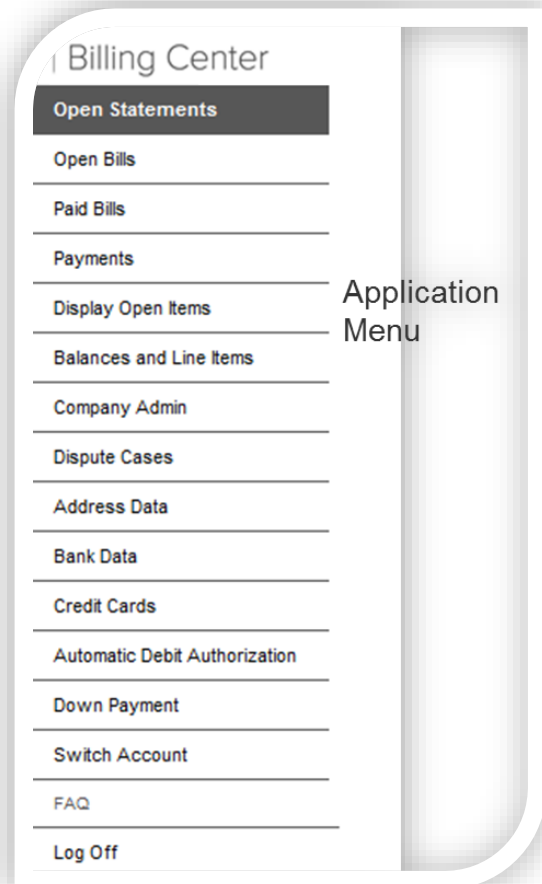 | Billing Center
Open Statements
Open Bills
Paid Bills
Payments
Display Open Items
Balances and Line Items
Company Admin
Dispute Cases
Address Data
Bank Data
Credit Cards
Automatic Debit Authorization
Down Payment
Switch Account
FAQ
Log Off
Application
Menu